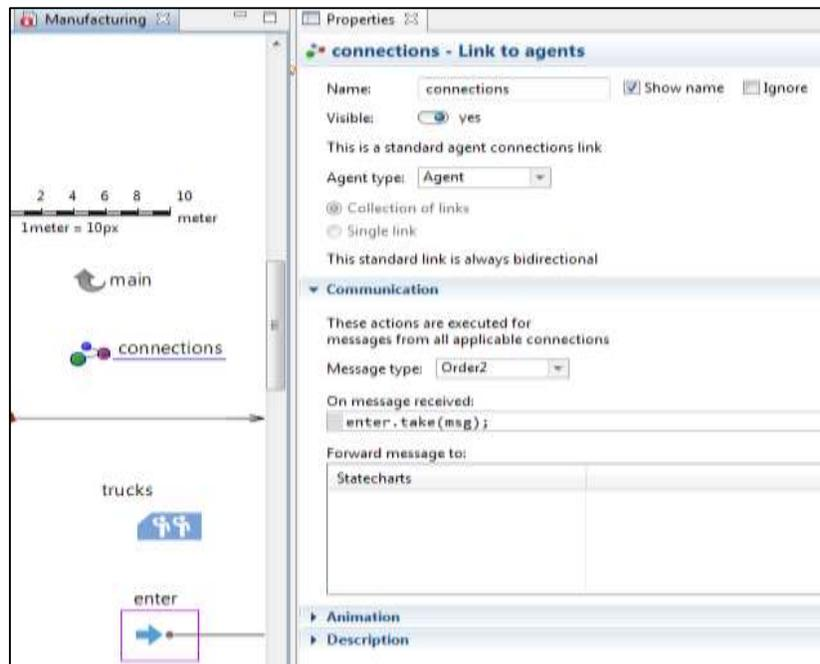 Manufacturing
2 4 6 8 10
meter
1meter = 10px
main
connections
trucks
enter
Properties
connections - Link to agents
Name: connections Show name Ignore
Visible: yes
This is a standard agent connections link
Agent type: Agent
Collection of links
Single link
This standard link is always bidirectional
Communication
These actions are executed for
messages from all applicable connections
Message type: Order2
On message received:
enter.take(msg);
Forward message to:
Statecharts
Animation
Description